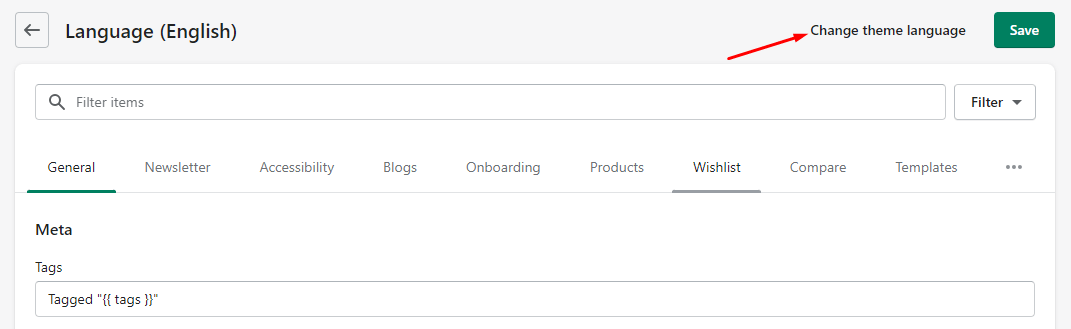 Language (English) Change theme language Save
Filter items Filter
General Newsletter Accessibility Blogs Onboarding Products Wishlist Compare Templates ...
Meta
Tags
Tagged "{{ tags }}"